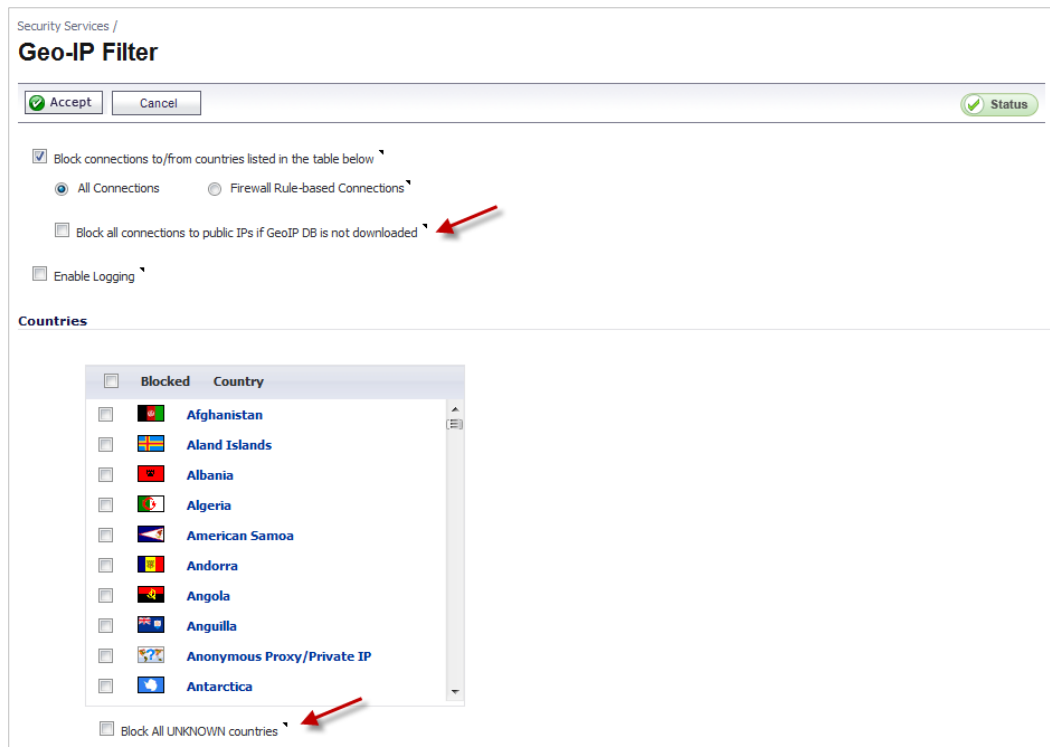 Security Services /
Geo-IP Filter
Accept Cancel Status
Block connections to/from countries listed in the table below
All Connections Firewall Rule-based Connections
Block all connections to public IPs if GeoIP DB is not downloaded
Enable Logging
Countries
Blocked Country
Afghanistan
Aland Islands
Albania
Algeria
American Samoa
Andorra
Angola
Anguilla
Anonymous Proxy/Private IP
Antarctica
Block All UNKNOWN countries